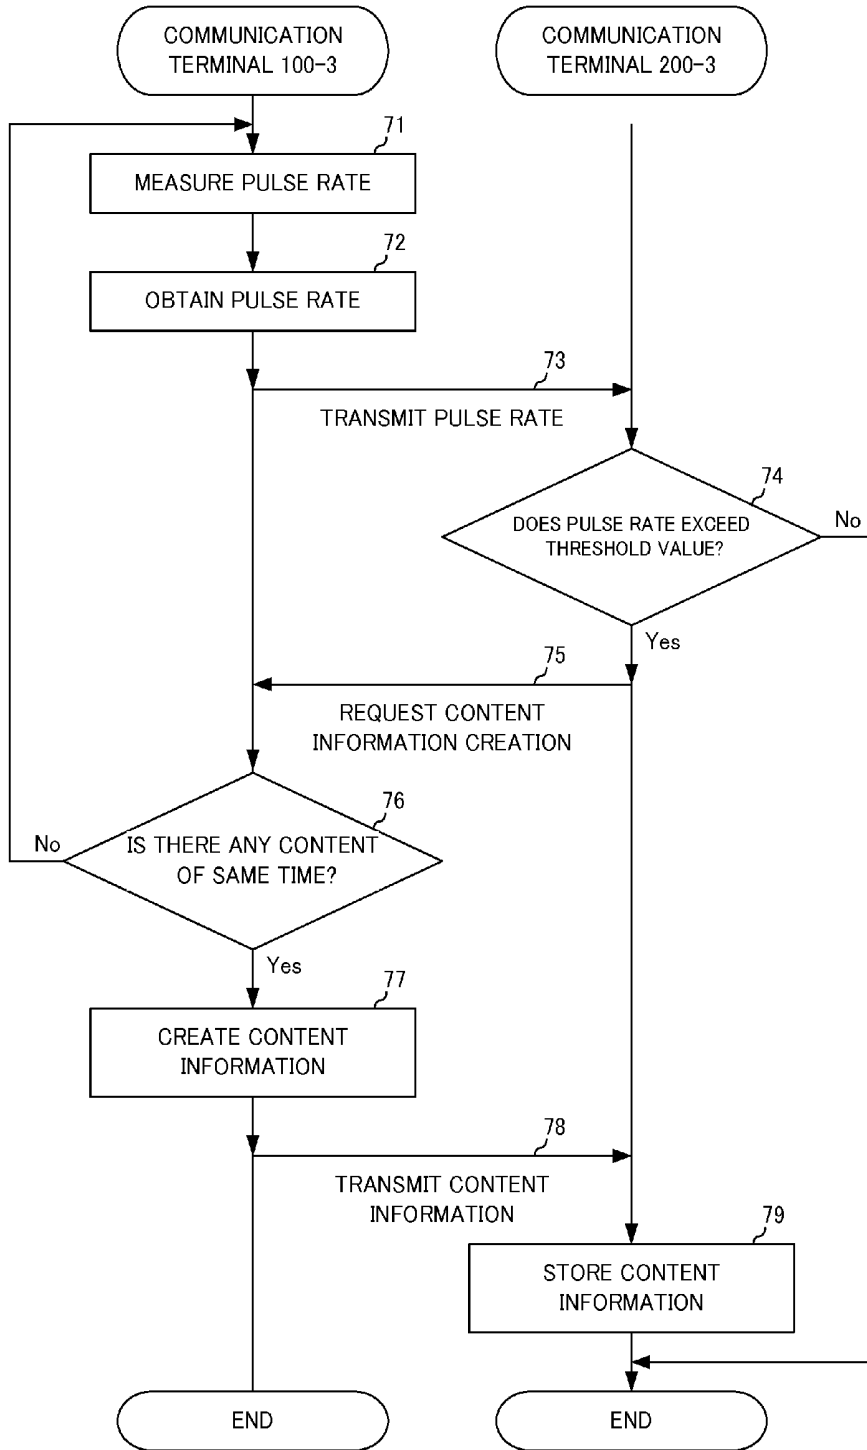 COMMUNICATION
TERMINAL 100-3
COMMUNICATION
TERMINAL 200-3
71
MEASURE PULSE RATE
72
OBTAIN PULSE RATE
73
TRANSMIT PULSE RATE
74
DOES PULSE RATE EXCEED
THRESHOLD VALUE?
No
Yes
75
REQUEST CONTENT
INFORMATION CREATION
76
IS THERE ANY CONTENT
OF SAME TIME?
No
Yes
77
CREATE CONTENT
INFORMATION
78
TRANSMIT CONTENT
INFORMATION
79
STORE CONTENT
INFORMATION
END
END